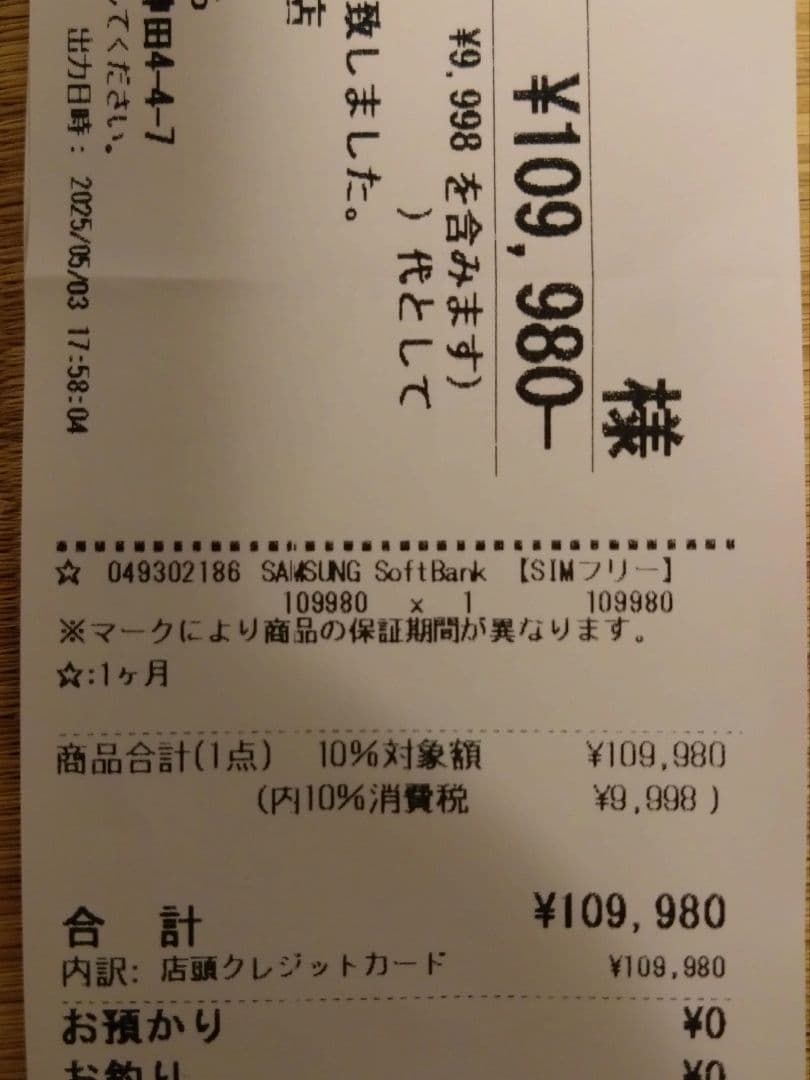 様
¥109,980―
¥9,998 を含みます)
) 代として
致しました。
店
神田4-4-7
てください。
出力日時: 2025/05/03 17:58:04
☆ 049302186 SAMSUNG SoftBank 【SIMフリー】
109980 x 1 109980
※マークにより商品の保証期間が異なります。
☆:1ヶ月
商品合計(1点) 10%対象額 ¥109,980
(内10%消費税 ¥9,998 )
合 計 ¥109,980
内訳: 店頭クレジットカード ¥109,980
お預かり ¥0
お釣り ¥0